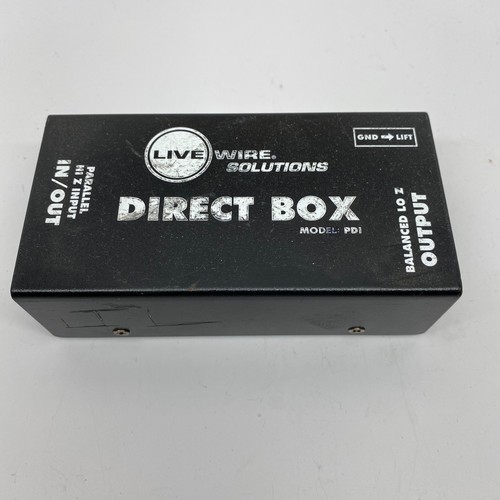 LIVE WIRE®
SOLUTIONS
DIRECT BOX
MODEL: PDI
GND → LIFT
PARALLEL
HI Z INPUT
IN/OUT
BALANCED LO Z
OUTPUT